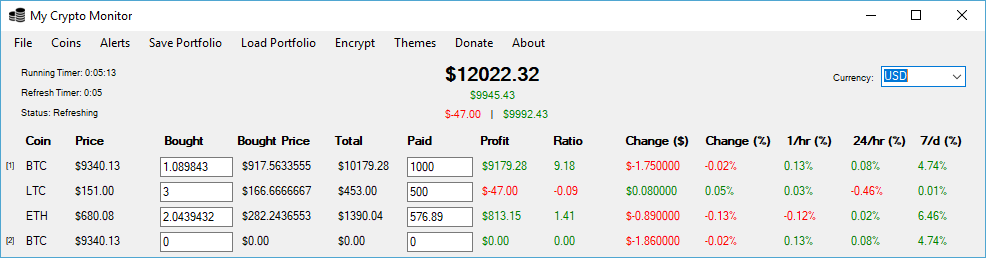 My Crypto Monitor
File Coins Alerts Save Portfolio Load Portfolio Encrypt Themes Donate About
Running Timer: 0:05:13
Refresh Timer: 0:05
Status: Refreshing
$12022.32
$9945.43
$-47.00 | $9992.43
Currency: USD
Coin Price Bought Bought Price Total Paid Profit Ratio Change ($) Change (%) 1/hr (%) 24/hr (%) 7/d (%)
[1] BTC $9340.13 1.089843 $917.5633555 $10179.28 1000 $9179.28 9.18 $-1.750000 -0.02% 0.13% 0.08% 4.74%
LTC $151.00 3 $166.6666667 $453.00 500 $-47.00 -0.09 $0.080000 0.05% 0.03% -0.46% 0.01%
ETH $680.08 2.0439432 $282.2436553 $1390.04 576.89 $813.15 1.41 $-0.890000 -0.13% -0.12% 0.02% 6.46%
[2] BTC $9340.13 0 $0.00 $0.00 0 $0.00 0.00 $-1.860000 -0.02% 0.13% 0.08% 4.74%